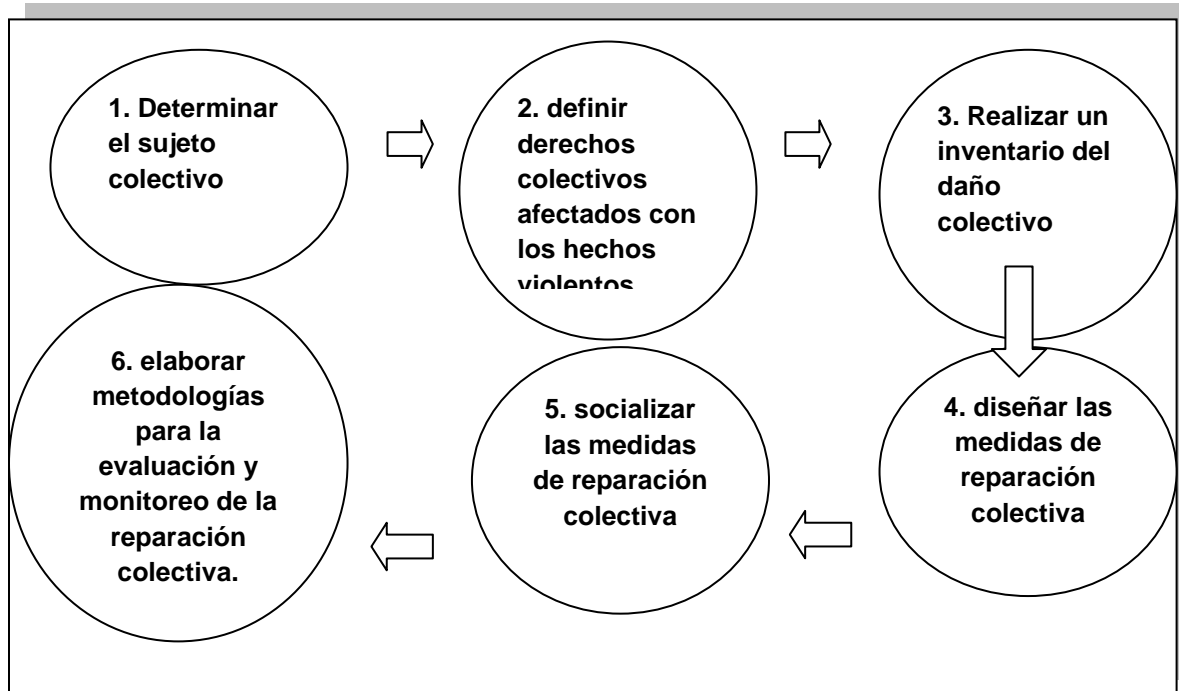 1. Determinar
el sujeto
colectivo
2. definir
derechos
colectivos
afectados con
los hechos
violentos
3. Realizar un
inventario del
daño
colectivo
4. diseñar las
medidas de
reparación
colectiva
5. socializar
las medidas
de reparación
colectiva
6. elaborar
metodologías
para la
evaluación y
monitoreo de la
reparación
colectiva.